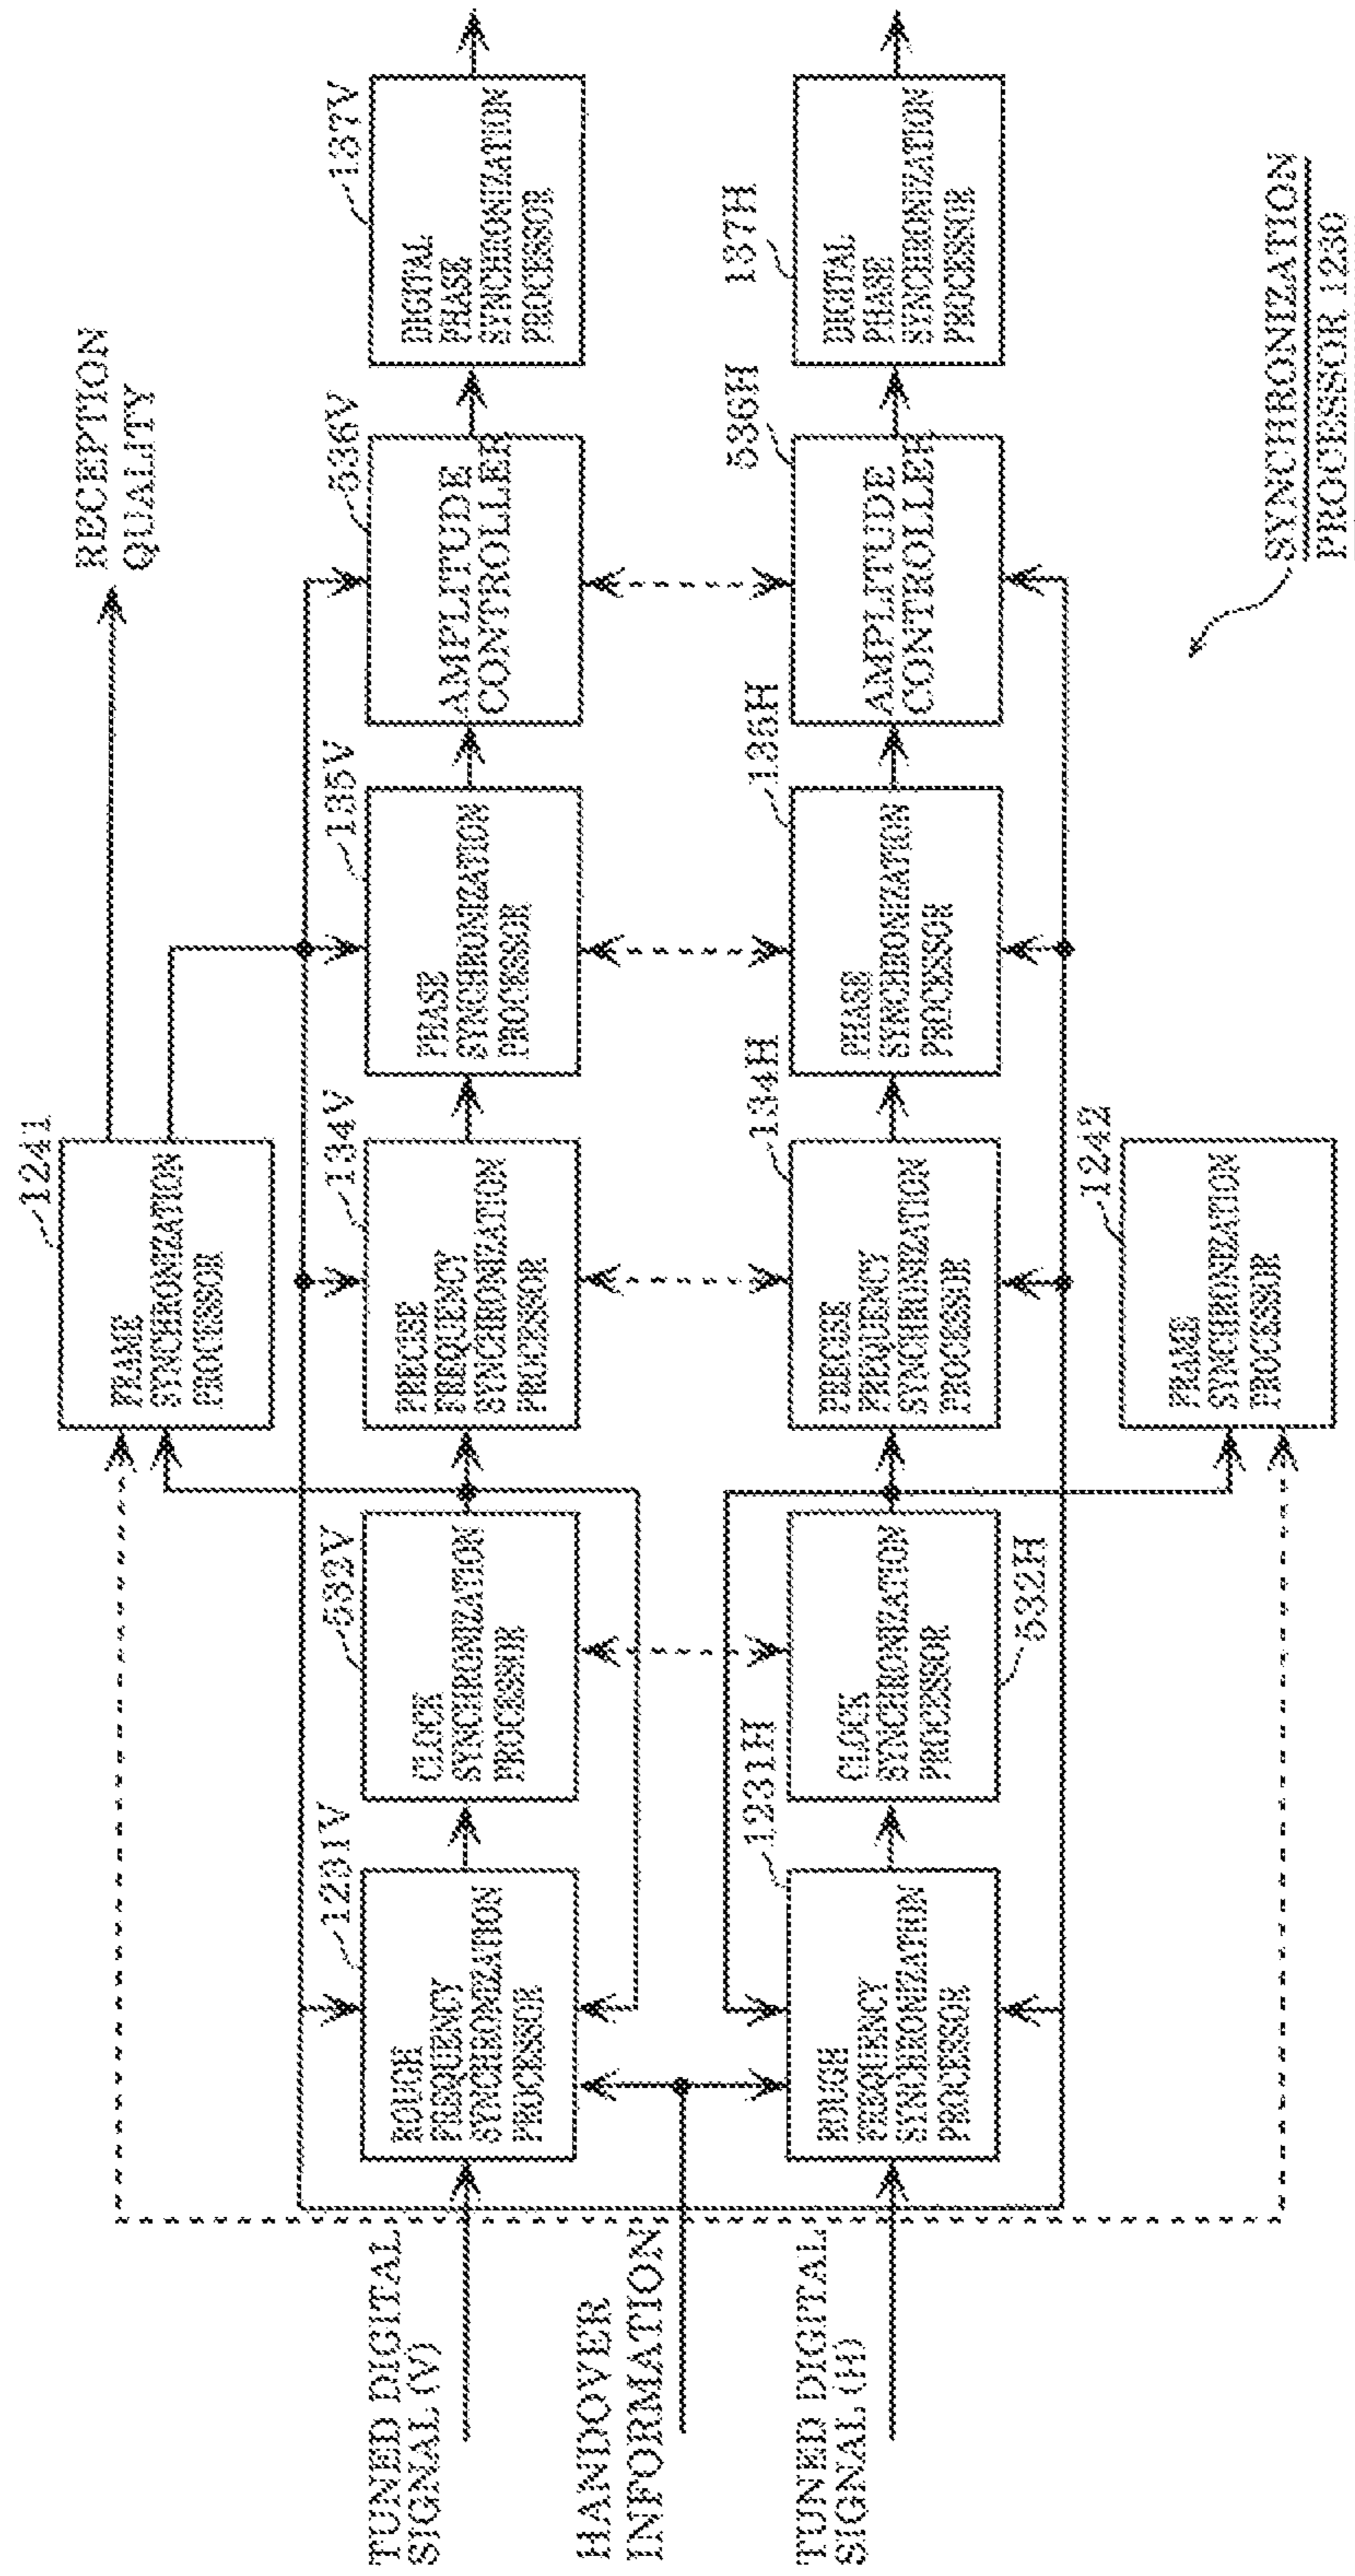 RECEPTION
QUALITY
1241
FRAME
SYNCHRONIZATION
PROCESSOR
TUNED DIGITAL
SIGNAL (V)
1231V
ROUGH
FREQUENCY
SYNCHRONIZATION
PROCESSOR
532V
CLOCK
SYNCHRONIZATION
PROCESSOR
134V
PRECISE
FREQUENCY
SYNCHRONIZATION
PROCESSOR
135V
PHASE
SYNCHRONIZATION
PROCESSOR
536V
AMPLITUDE
CONTROLLER
137V
DIGITAL
PHASE
SYNCHRONIZATION
PROCESSOR
HANDOVER
INFORMATION
TUNED DIGITAL
SIGNAL (H)
1231H
ROUGH
FREQUENCY
SYNCHRONIZATION
PROCESSOR
CLOCK
SYNCHRONIZATION
PROCESSOR
532H
134H
PRECISE
FREQUENCY
SYNCHRONIZATION
PROCESSOR
135H
PHASE
SYNCHRONIZATION
PROCESSOR
536H
AMPLITUDE
CONTROLLER
137H
DIGITAL
PHASE
SYNCHRONIZATION
PROCESSOR
1242
FRAME
SYNCHRONIZATION
PROCESSOR
SYNCHRONIZATION
PROCESSOR 1230